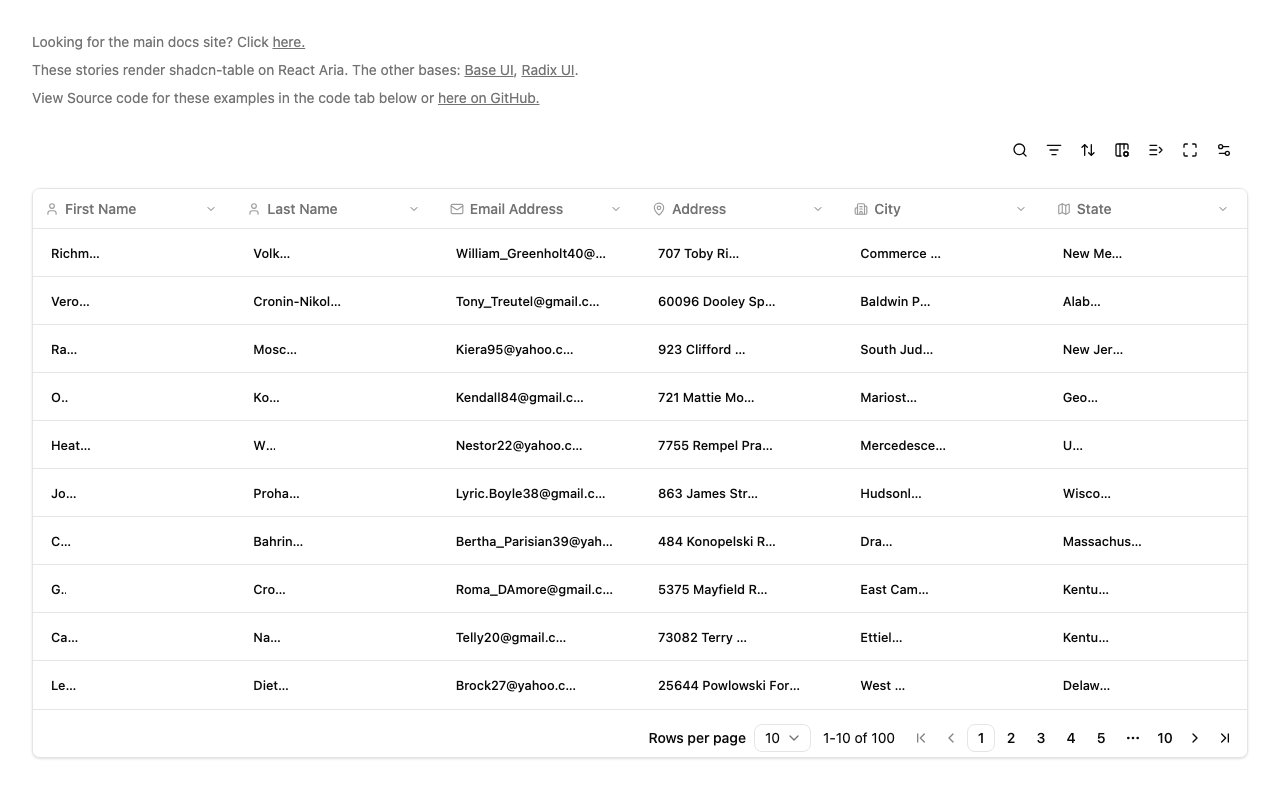 Looking for the main docs site? Click here.
These stories render shadcn-table on React Aria. The other bases: Base UI, Radix UI.
View Source code for these examples in the code tab below or here on GitHub.
First Name Last Name Email Address Address City State
Richm... Volk... William_Greenholt40@... 707 Toby Ri... Commerce ... New Me...
Vero... Cronin-Nikol... Tony_Treutel@gmail.c... 60096 Dooley Sp... Baldwin P... Alab...
Ra... Mosc... Kiera95@yahoo.c... 923 Clifford ... South Jud... New Jer...
O.. Ko... Kendall84@gmail.c... 721 Mattie Mo... Mariost... Geo...
Heat... W... Nestor22@yahoo.c... 7755 Rempel Pra... Mercedesce... U...
Jo... Proha... Lyric.Boyle38@gmail.c... 863 James Str... Hudsonl... Wisco...
C... Bahrin... Bertha_Parisian39@yah... 484 Konopelski R... Dra... Massachus...
G.. Cro... Roma_DAmore@gmail.c... 5375 Mayfield R... East Cam... Kentu...
Ca... Na... Telly20@gmail.c... 73082 Terry ... Ettiel... Kentu...
Le... Diet... Brock27@yahoo.c... 25644 Powlowski For... West ... Delaw...
Rows per page 10 1-10 of 100 1 2 3 4 5 ... 10